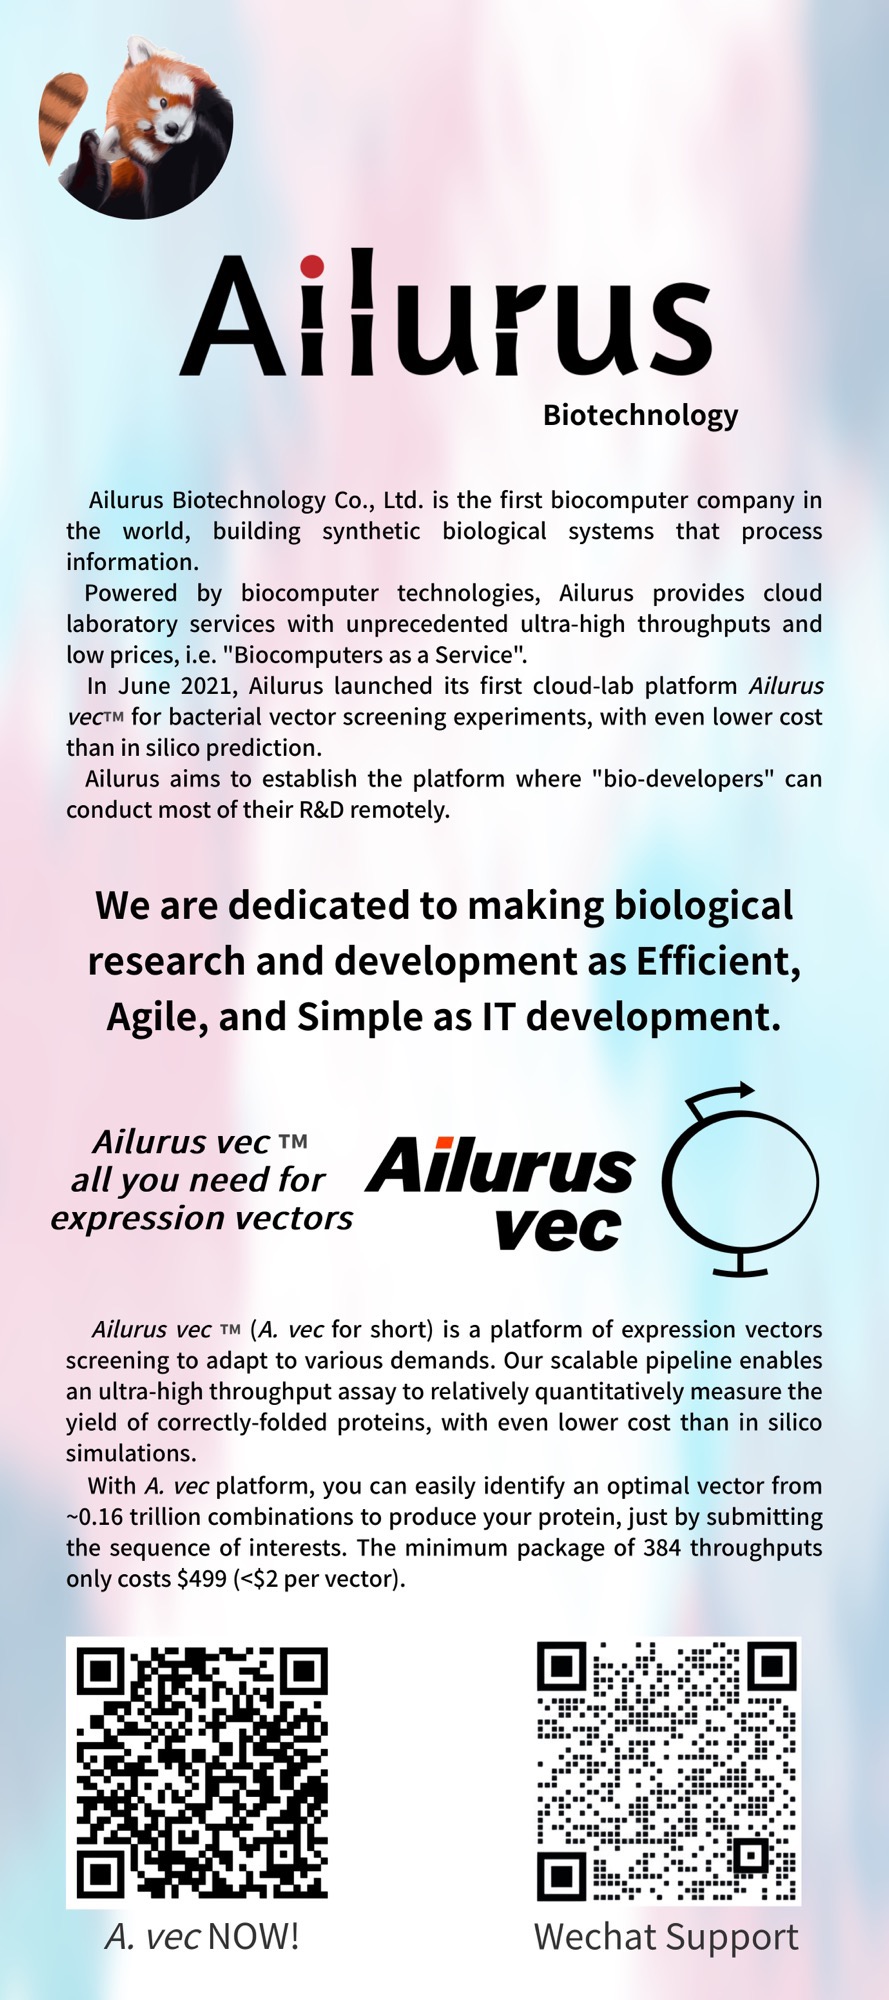 Ailurus
Biotechnology
Ailurus Biotechnology Co., Ltd. is the first biocomputer company in
the world, building synthetic biological systems that process
information.
Powered by biocomputer technologies, Ailurus provides cloud
laboratory services with unprecedented ultra-high throughputs and
low prices, i.e. "Biocomputers as a Service".
In June 2021, Ailurus launched its first cloud-lab platform Ailurus
vec™ for bacterial vector screening experiments, with even lower cost
than in silico prediction.
Ailurus aims to establish the platform where "bio-developers" can
conduct most of their R&D remotely.
We are dedicated to making biological
research and development as Efficient,
Agile, and Simple as IT development.
Ailurus vec ™
all you need for
expression vectors
Ailurus
vec
Ailurus vec ™ (A. vec for short) is a platform of expression vectors
screening to adapt to various demands. Our scalable pipeline enables
an ultra-high throughput assay to relatively quantitatively measure the
yield of correctly-folded proteins, with even lower cost than in silico
simulations.
With A. vec platform, you can easily identify an optimal vector from
~0.16 trillion combinations to produce your protein, just by submitting
the sequence of interests. The minimum package of 384 throughputs
only costs $499 (<$2 per vector).
A. vec NOW!
Wechat Support